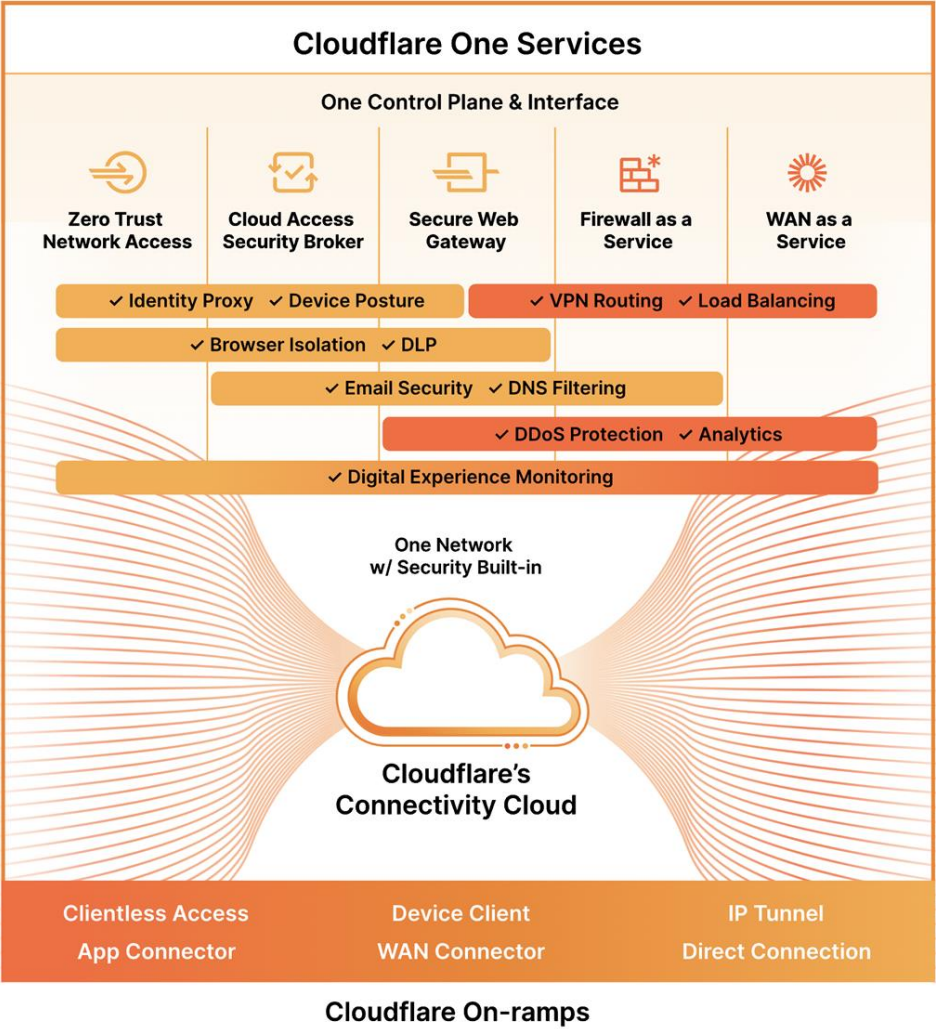 Cloudflare One Services
One Control Plane & Interface
Zero Trust
Network Access
Cloud Access
Security Broker
Secure Web
Gateway
Firewall as a
Service
WAN as a
Service
✓ Identity Proxy ✓ Device Posture
✓ VPN Routing ✓ Load Balancing
✓ Browser Isolation ✓ DLP
✓ Email Security ✓ DNS Filtering
✓ DDoS Protection ✓ Analytics
✓ Digital Experience Monitoring
One Network
w/ Security Built-in
Cloudflare’s
Connectivity Cloud
Clientless Access
Device Client
IP Tunnel
App Connector
WAN Connector
Direct Connection
Cloudflare On-ramps